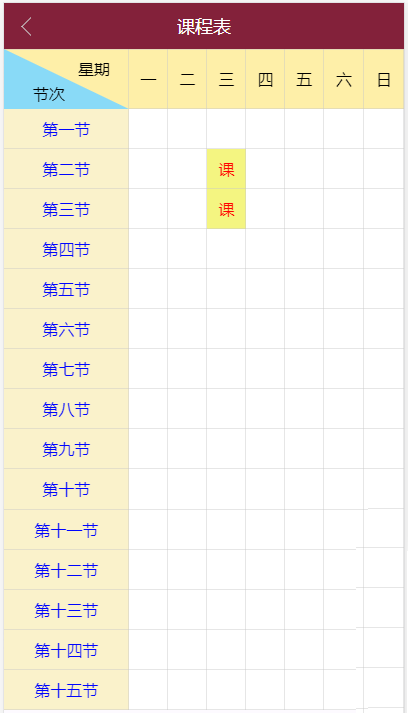 课程表
星期
节次
一 二 三 四 五 六 日
第一节
第二节 课
第三节 课
第四节
第五节
第六节
第七节
第八节
第九节
第十节
第十一节
第十二节
第十三节
第十四节
第十五节